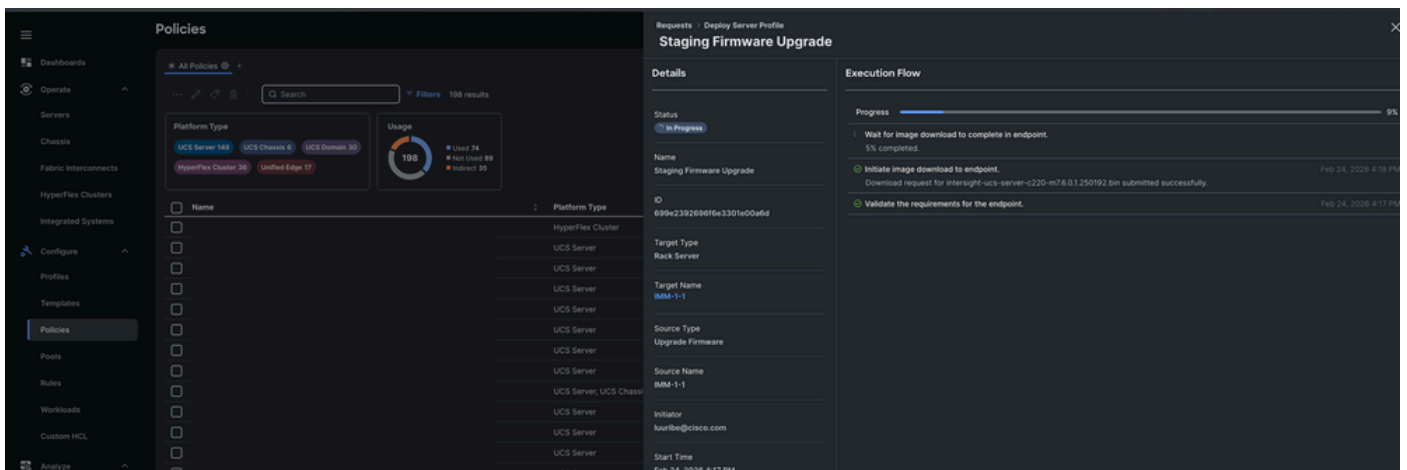 Policies
Dashboards
Operate
Servers
Chassis
Fabric Interconnects
HyperFlex Clusters
Integrated Systems
Configure
Profiles
Templates
Policies
Pools
Rules
Workloads
Custom HCL
Analyze
All Policies
Search
Filters 198 results
Platform Type
UCS Server 149 UCS Chassis 6 UCS Domain 30
HyperFlex Cluster 36 Unified Edge 17
Usage
198
Used 74
Not Used 89
Indirect 35
Name Platform Type
HyperFlex Cluster
UCS Server
UCS Server
UCS Server
UCS Server
UCS Server
UCS Server
UCS Server
UCS Server, UCS Chassi
UCS Server
UCS Server
UCS Server
Requests > Deploy Server Profile
Staging Firmware Upgrade
Details
Status
In Progress
Name
Staging Firmware Upgrade
ID
699e2392696f6e3301e00a6d
Target Type
Rack Server
Target Name
IMM-1-1
Source Type
Upgrade Firmware
Source Name
IMM-1-1
Initiator
luuribe@cisco.com
Start Time
Feb 24, 2026 4:17 PM
Execution Flow
Progress 9%
Wait for image download to complete in endpoint.
5% completed.
Initiate image download to endpoint. Feb 24, 2026 4:18 PM
Download request for intersight-ucs-server-c220-m7.6.0.1.250192.bin submitted successfully.
Validate the requirements for the endpoint. Feb 24, 2026 4:17 PM